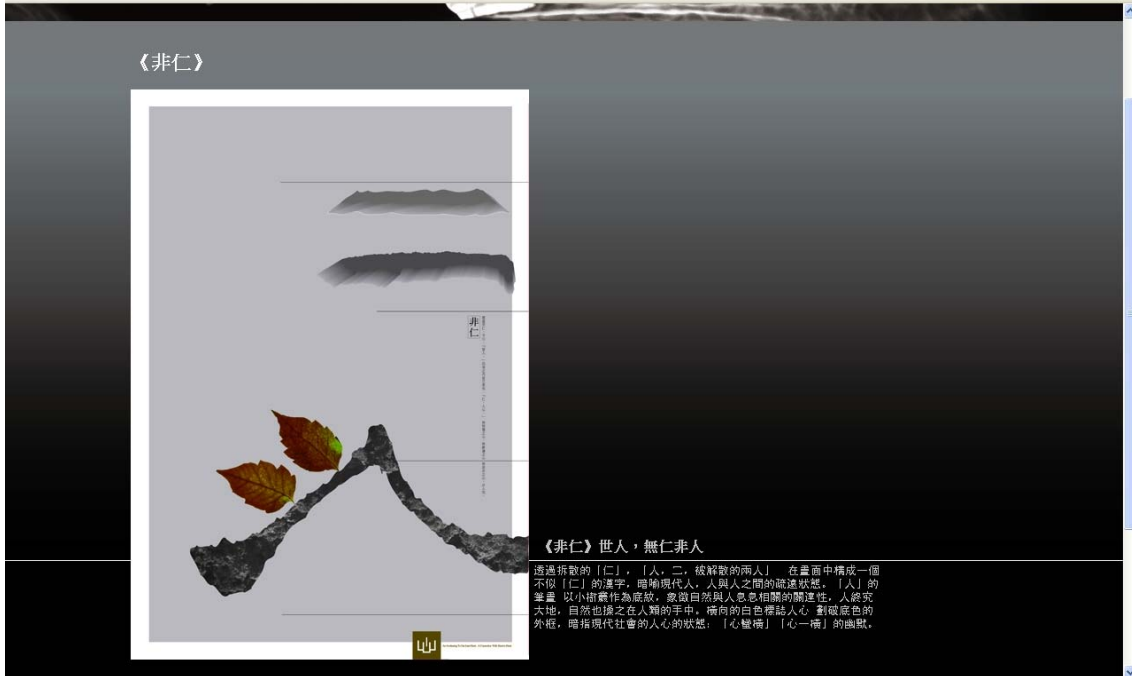 《非仁》
非仁
《非仁》世人，無仁非人
透過拆散的「仁」，「人，二，被解散的兩人」 在畫面中構成一個
不似「仁」的漢字，暗喻現代人，人與人之間的疏遠狀態。「人」的
筆畫 以小樹叢作為底紋，象徵自然與人息息相關的關連性，人終究
大地，自然也操之在人類的手中。橫向的白色標誌人心 劃破底色的
外框，暗指現代社會的人心的狀態：「心蠻橫」「心一橫」的幽默。